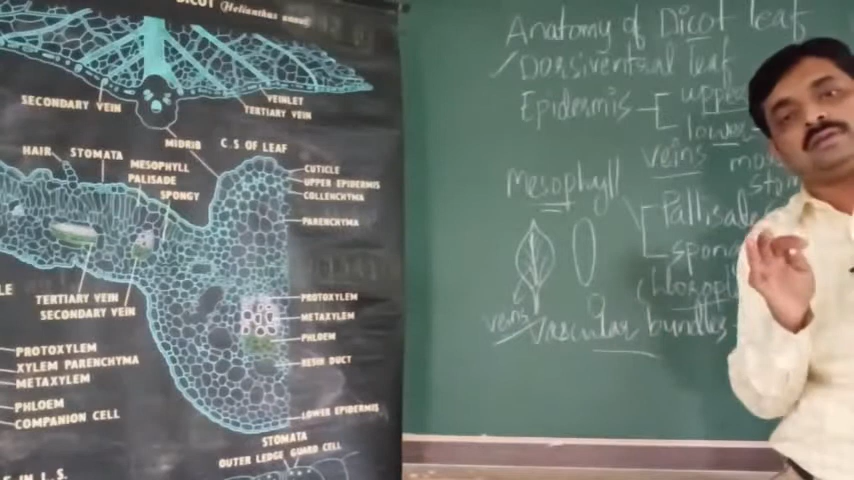 DICOT (Helianthus annus)
SECONDARY VEIN
VEINLET
TERTIARY VEIN
MIDRIB
C.S OF LEAF
HAIR
STOMATA
MESOPHYLL
PALISADE
SPONGY
CUTICLE
UPPER EPIDERMIS
COLLENCHYMA
PARENCHYMA
TERTIARY VEIN
SECONDARY VEIN
PROTOXYLEM
METAXYLEM
PHLOEM
RESIN DUCT
PROTOXYLEM
XYLEM PARENCHYMA
METAXYLEM
PHLOEM
COMPANION CELL
LOWER EPIDERMIS
STOMATA
OUTER LEDGE GUARD CELL
IN L.S.
Anatomy of Dicot leaf
Dorsiventral leaf
Epidermis
upper
lower
veins
Mesophyll
Pallisade
veins
Vascular bundles